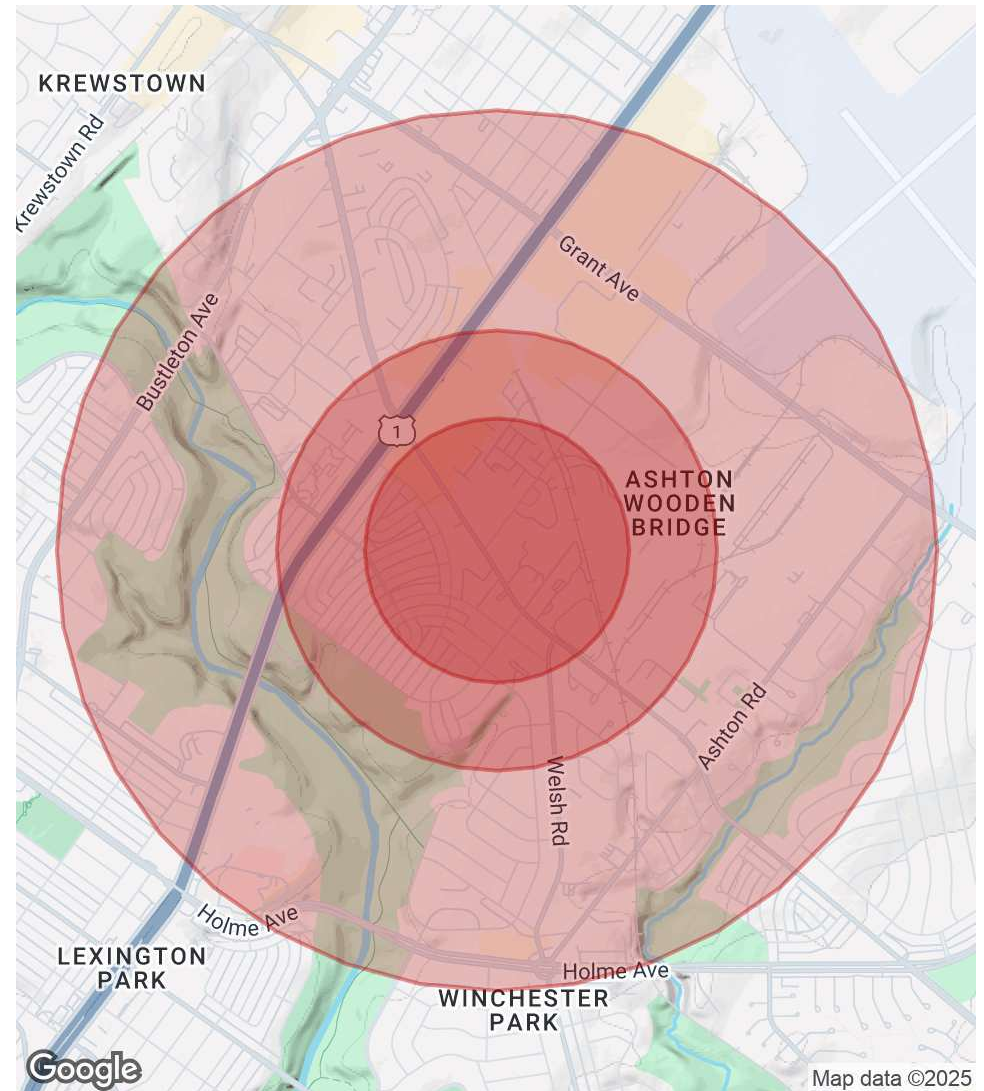 KREWSTOWN
Krewstown Rd
Grant Ave
Bustleton Ave
1
ASHTON
WOODEN
BRIDGE
Ashton Rd
Welsh Rd
Holme Ave
LEXINGTON
PARK
Holme Ave
WINCHESTER
PARK
Google
Map data ©2025